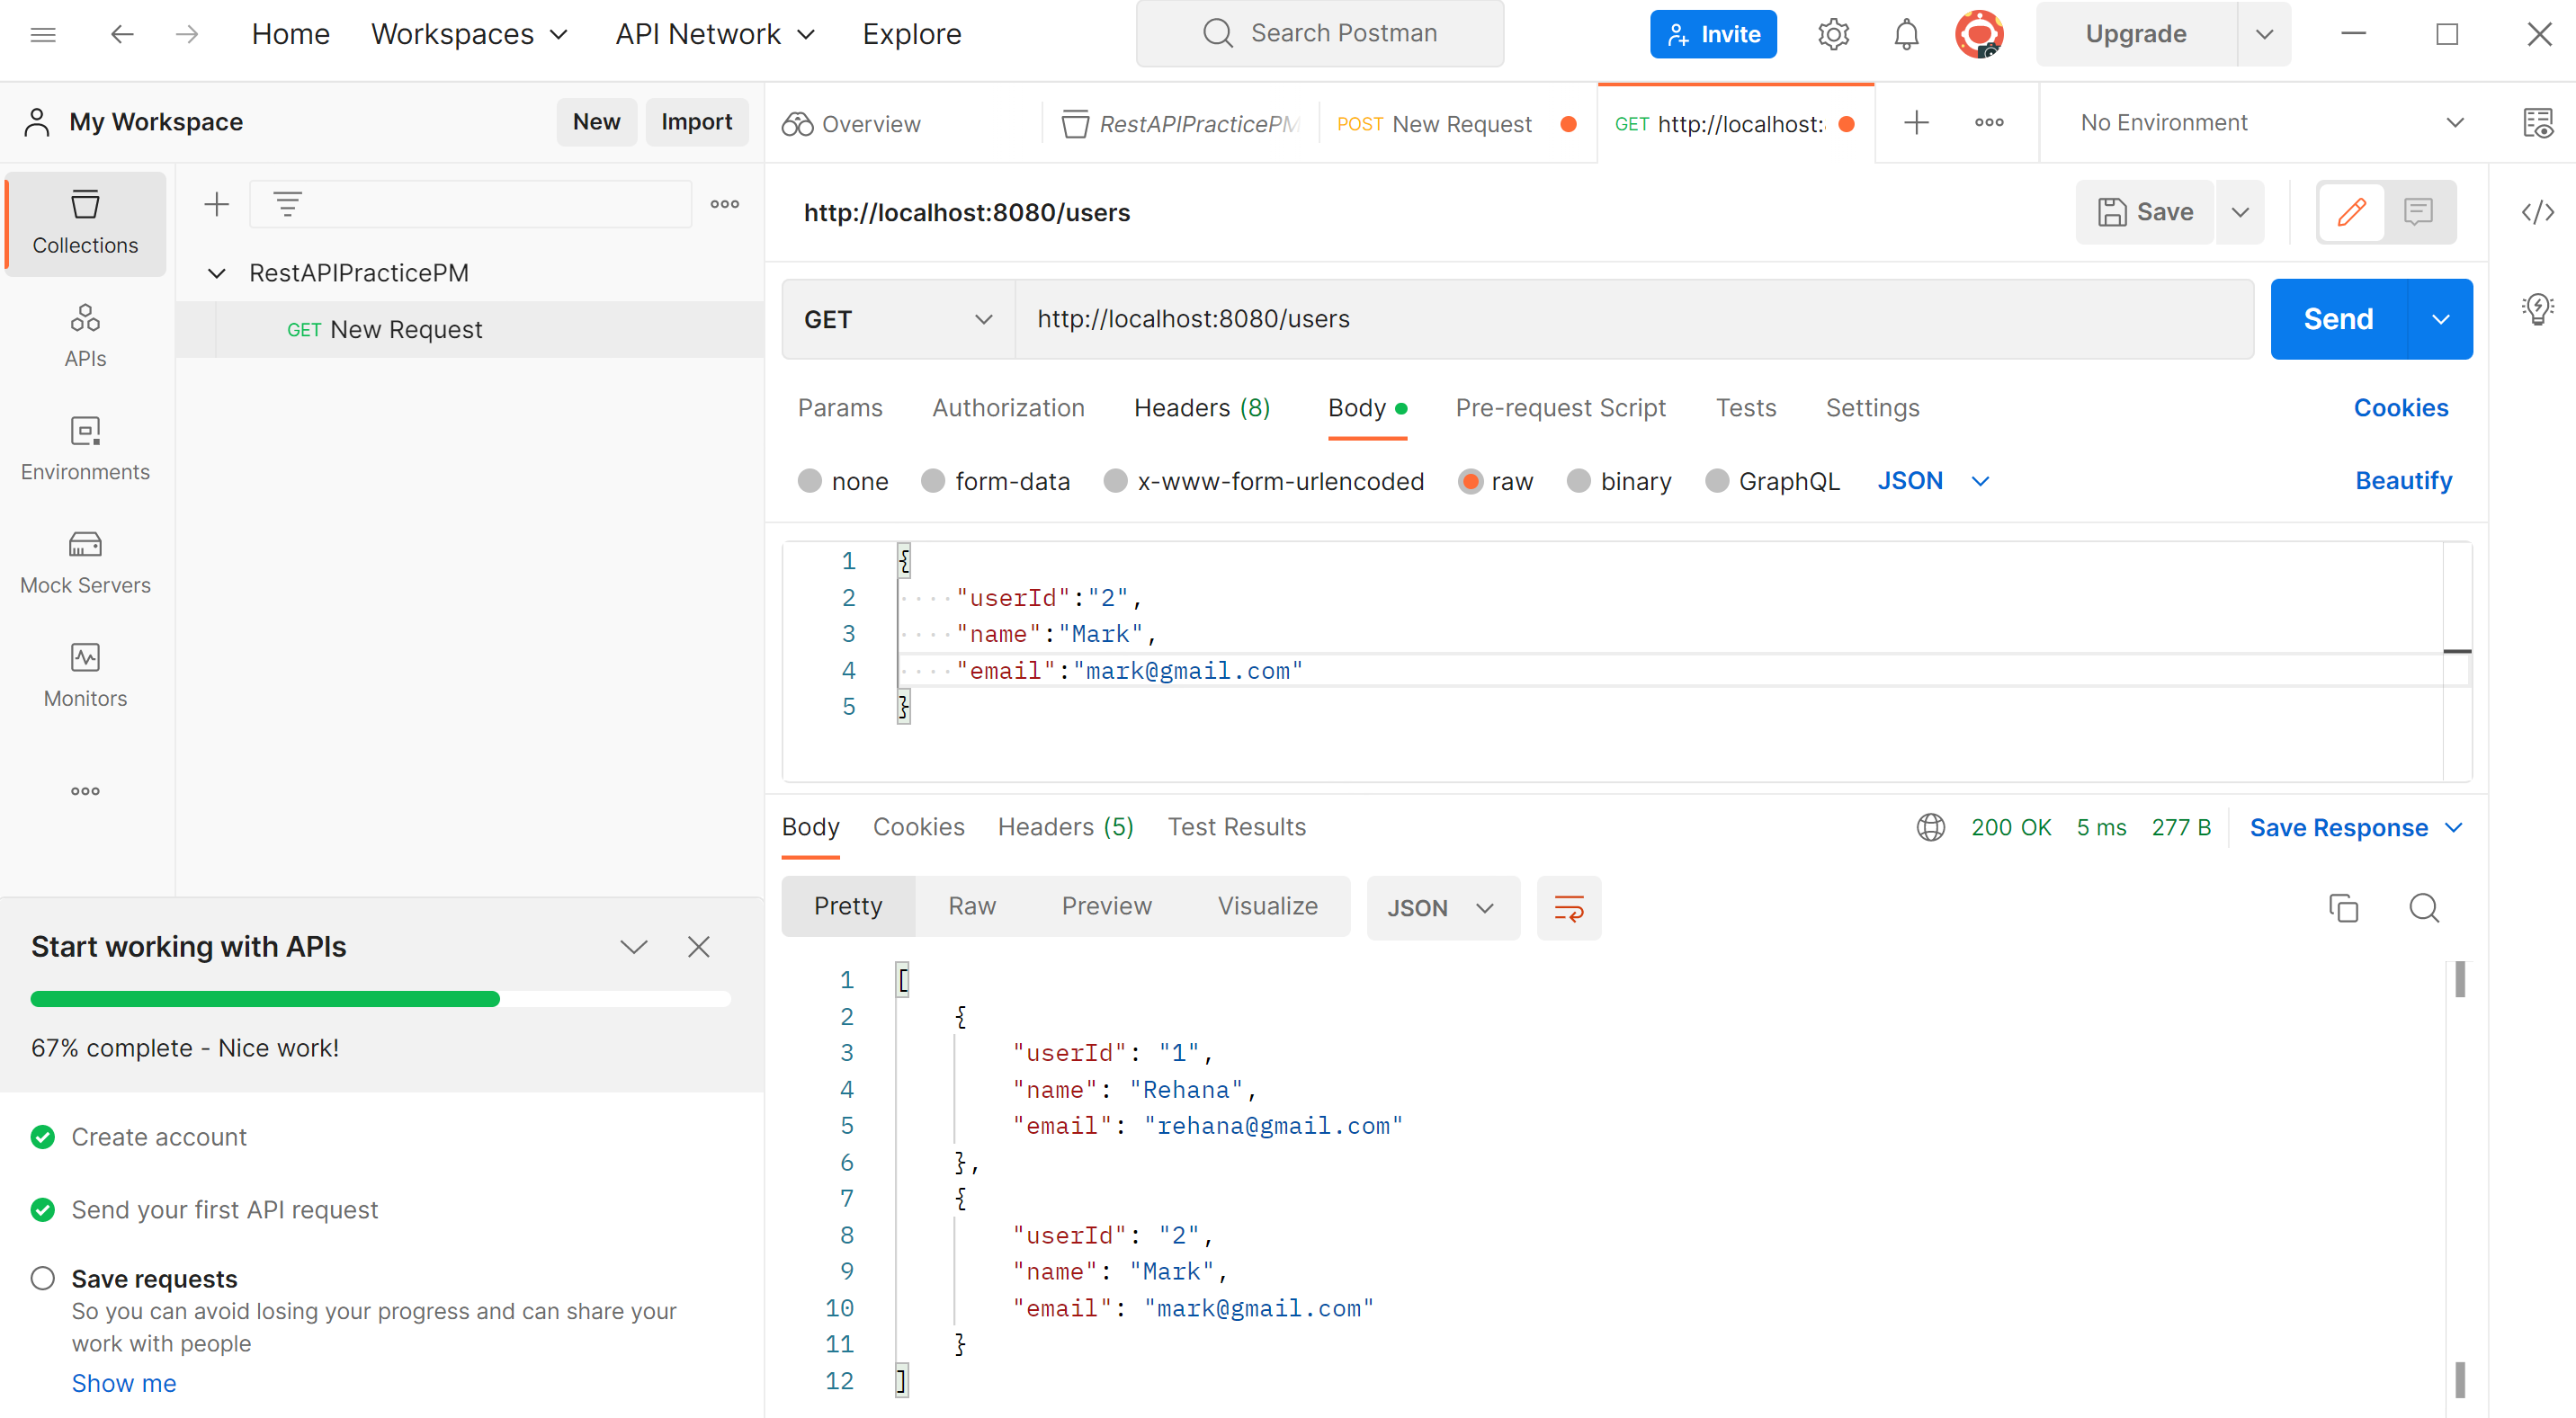 Home Workspaces API Network Explore Search Postman Invite Upgrade
My Workspace New Import
Overview RestAPIPracticePM POST New Request GET http://localhost: No Environment
Collections
APIs
Environments
Mock Servers
Monitors
RestAPIPracticePM
GET New Request
http://localhost:8080/users Save
GET http://localhost:8080/users Send
Params Authorization Headers (8) Body Pre-request Script Tests Settings Cookies
none form-data x-www-form-urlencoded raw binary GraphQL JSON Beautify
1 {
2 "userId":"2",
3 "name":"Mark",
4 "email":"mark@gmail.com"
5 }
Body Cookies Headers (5) Test Results 200 OK 5 ms 277 B Save Response
Pretty Raw Preview Visualize JSON
1 [
2 {
3 "userId": "1",
4 "name": "Rehana",
5 "email": "rehana@gmail.com"
6 },
7 {
8 "userId": "2",
9 "name": "Mark",
10 "email": "mark@gmail.com"
11 }
12 ]
Start working with APIs
67% complete - Nice work!
Create account
Send your first API request
Save requests
So you can avoid losing your progress and can share your
work with people
Show me